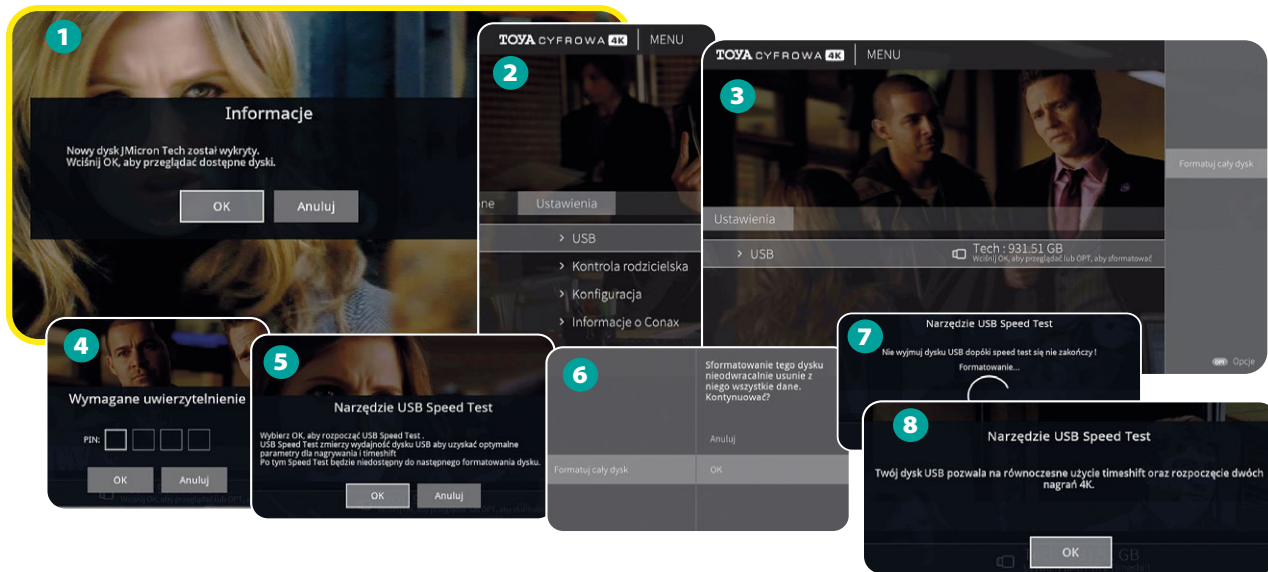 1
Informacje
Nowy dysk JMicron Tech został wykryty.
Wciśnij OK, aby przeglądać dostępne dyski.
OK Anuluj
2
TOYA CYFROWA 4K MENU
ne Ustawienia
> USB
> Kontrola rodzicielska
> Konfiguracja
> Informacje o Conax
3
TOYA CYFROWA 4K MENU
Formatuj cały dysk
Ustawienia
> USB
Tech : 931.51 GB
Wciśnij OK, aby przeglądać lub OPT, aby sformatować
OPT Opcje
4
Wymagane uwierzytelnienie
PIN:
OK Anuluj
5
Narzędzie USB Speed Test
Wybierz OK, aby rozpocząć USB Speed Test .
USB Speed Test zmierzy wydajność dysku USB aby uzyskać optymalne
parametry dla nagrywania i timeshift
Po tym Speed Test będzie niedostępny do następnego formatowania dysku.
OK Anuluj
6
Sformatowanie tego dysku
nieodwracalnie usunie z
niego wszystkie dane.
Kontynuować?
Anuluj
Formatuj cały dysk OK
7
Narzędzie USB Speed Test
Nie wyjmuj dysku USB dopóki speed test się nie zakończy !
Formatowanie...
8
Narzędzie USB Speed Test
Twój dysk USB pozwala na równoczesne użycie timeshift oraz rozpoczęcie dwóch
nagrań 4K.
OK
GB